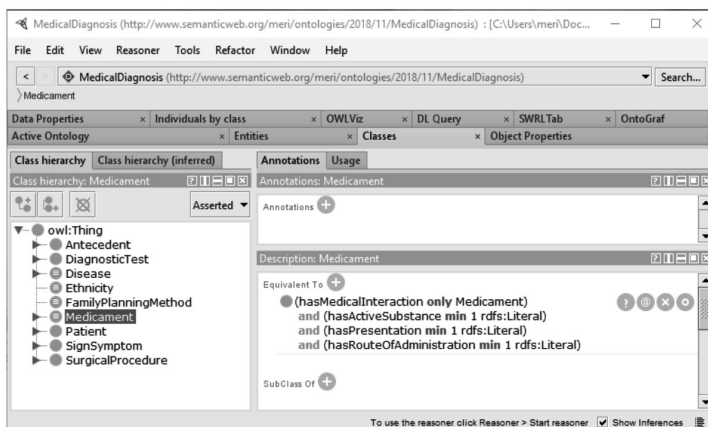 MedicalDiagnosis (http://www.semanticweb.org/meri/ontologies/2018/11/MedicalDiagnosis) : [C:\Users\meri\Doc...
File Edit View Reasoner Tools Refactor Window Help
< > MedicalDiagnosis (http://www.semanticweb.org/meri/ontologies/2018/11/MedicalDiagnosis) Search...
Medicament
Data Properties × Individuals by class × OWLViz × DL Query × SWRLTab × OntoGraf
Active Ontology × Entities × Classes × Object Properties
Class hierarchy Class hierarchy (inferred)
Class hierarchy: Medicament
Asserted
owl:Thing
Antecedent
DiagnosticTest
Disease
Ethnicity
FamilyPlanningMethod
Medicament
Patient
SignSymptom
SurgicalProcedure
Annotations Usage
Annotations: Medicament
Annotations
Description: Medicament
Equivalent To
(hasMedicalInteraction only Medicament)
and (hasActiveSubstance min 1 rdfs:Literal)
and (hasPresentation min 1 rdfs:Literal)
and (hasRouteOfAdministration min 1 rdfs:Literal)
SubClass Of
To use the reasoner click Reasoner > Start reasoner Show Inferences